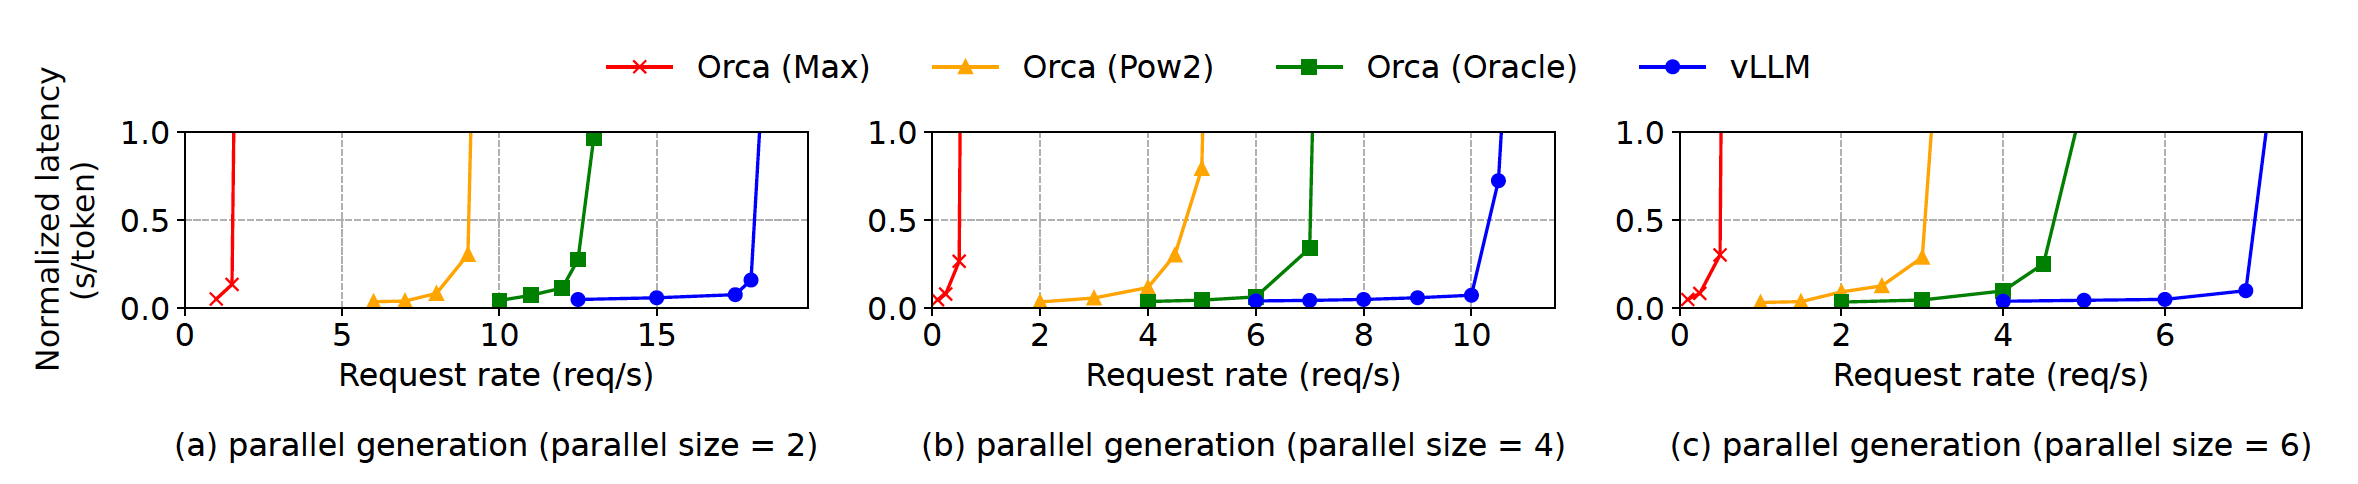 Orca (Max) Orca (Pow2) Orca (Oracle) vLLM
Normalized latency
(s/token)
1.0
0.5
0.0
0 5 10 15
Request rate (req/s)
(a) parallel generation (parallel size = 2)
1.0
0.5
0.0
0 2 4 6 8 10
Request rate (req/s)
(b) parallel generation (parallel size = 4)
1.0
0.5
0.0
0 2 4 6
Request rate (req/s)
(c) parallel generation (parallel size = 6)